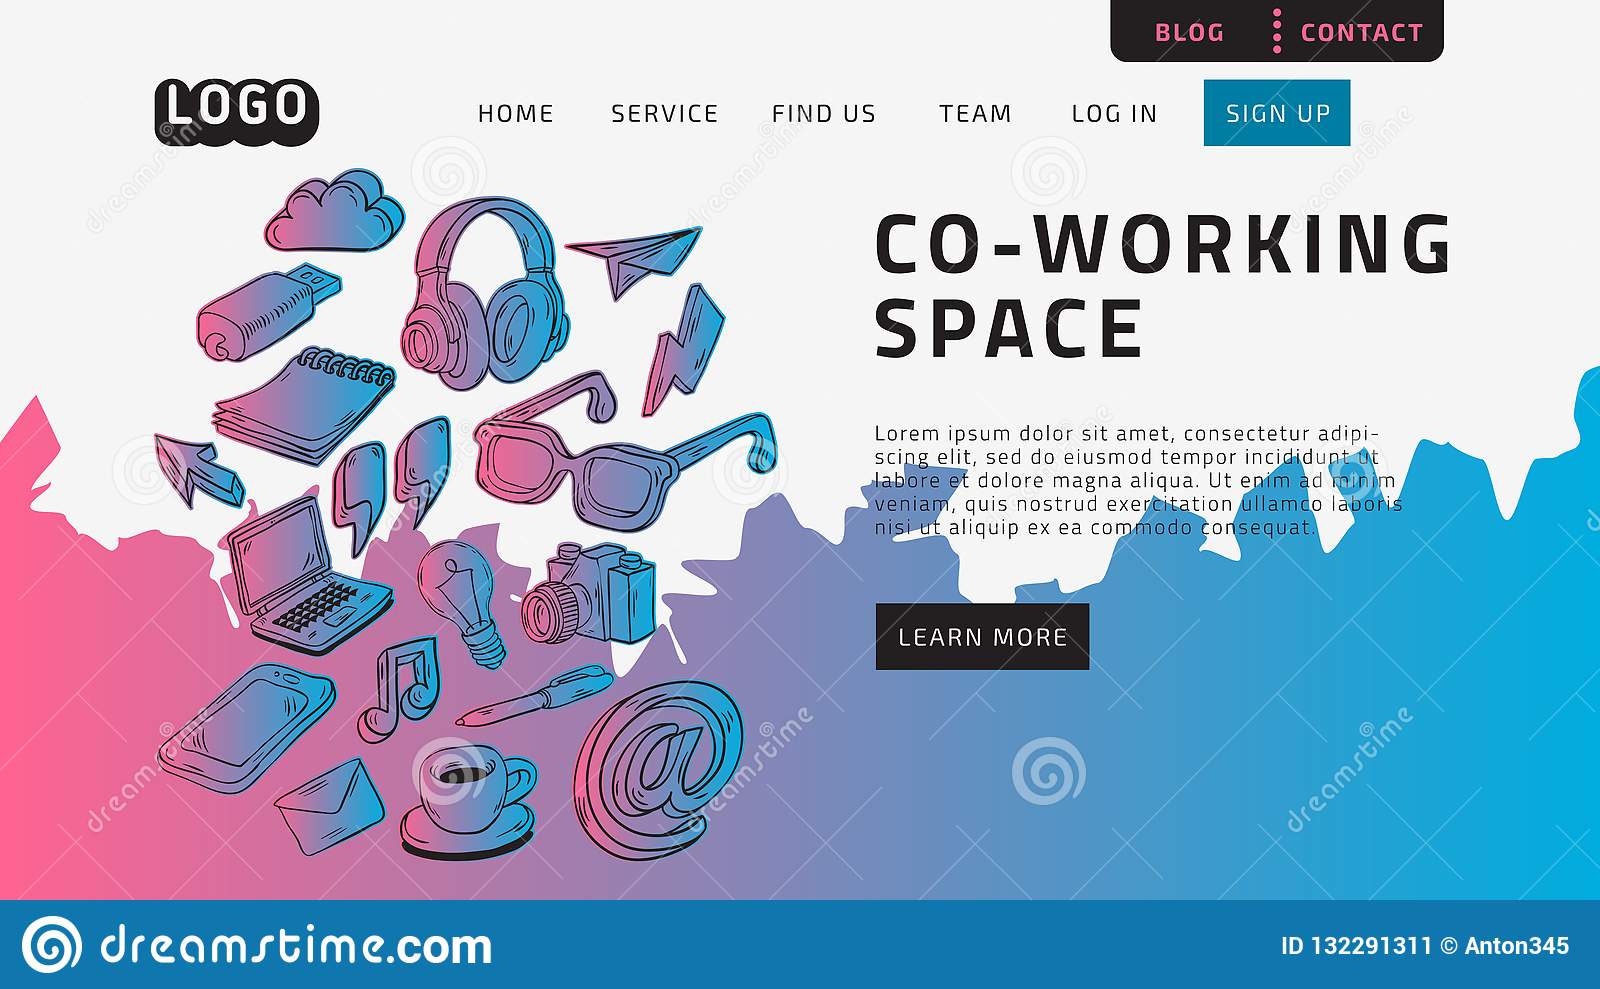 BLOG CONTACT
LOGO
HOME SERVICE FIND US TEAM LOG IN SIGN UP
CO-WORKING
SPACE
Lorem ipsum dolor sit amet, consectetur adipi-
scing elit, sed do eiusmod tempor incididunt ut
labore et dolore magna aliqua. Ut enim ad minim
veniam, quis nostrud exercitation ullamco laboris
nisi ut aliquip ex ea commodo consequat.
LEARN MORE
@
dreamstime.com
ID 132291311 © Anton345